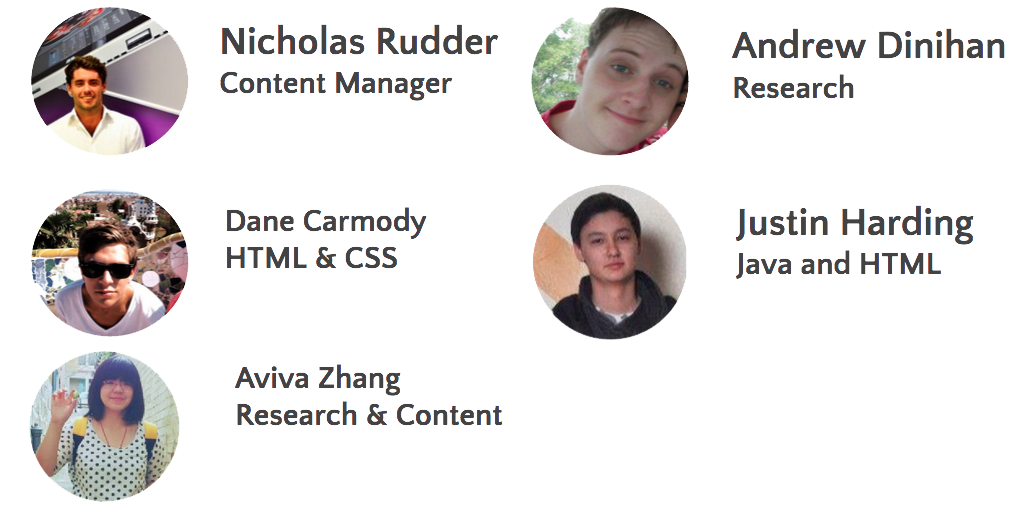 Nicholas Rudder
Content Manager
Andrew Dinihan
Research
Dane Carmody
HTML & CSS
Justin Harding
Java and HTML
Aviva Zhang
Research & Content